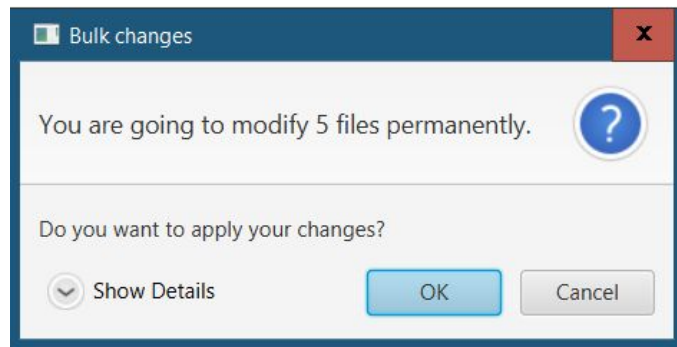 Bulk changes
x
You are going to modify 5 files permanently.
?
Do you want to apply your changes?
Show Details
OK
Cancel